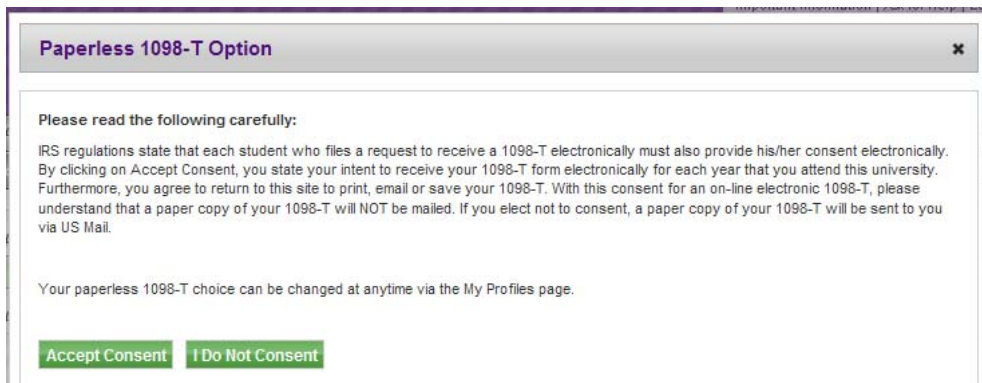 Paperless 1098-T Option
Please read the following carefully:
IRS regulations state that each student who files a request to receive a 1098-T electronically must also provide his/her consent electronically.
By clicking on Accept Consent, you state your intent to receive your 1098-T form electronically for each year that you attend this university.
Furthermore, you agree to return to this site to print, email or save your 1098-T. With this consent for an on-line electronic 1098-T, please
understand that a paper copy of your 1098-T will NOT be mailed. If you elect not to consent, a paper copy of your 1098-T will be sent to you
via US Mail.
Your paperless 1098-T choice can be changed at anytime via the My Profiles page.
Accept Consent I Do Not Consent